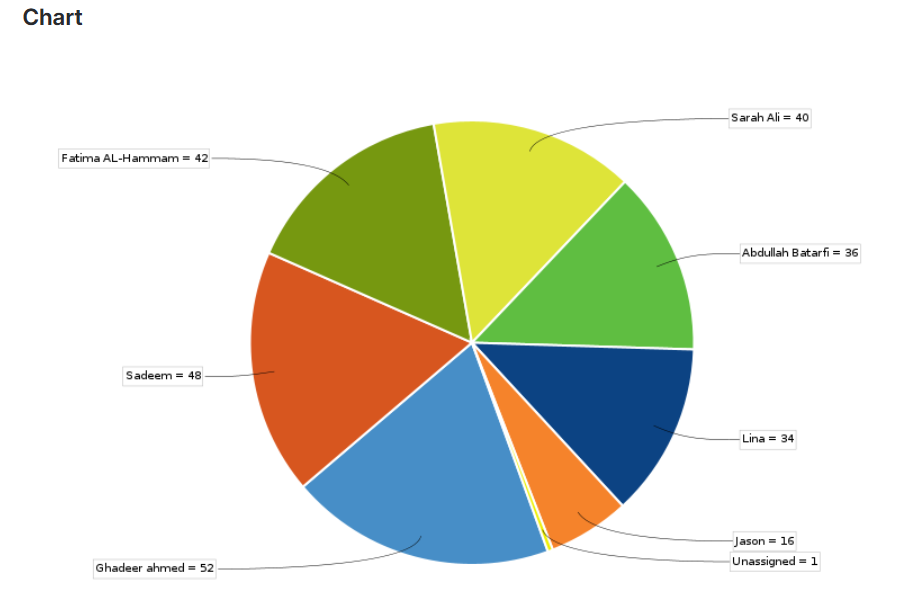 Chart
Sarah Ali = 40
Fatima AL-Hammam = 42
Abdullah Batarfi = 36
Sadeem = 48
Lina = 34
Jason = 16
Unassigned = 1
Ghadeer ahmed = 52